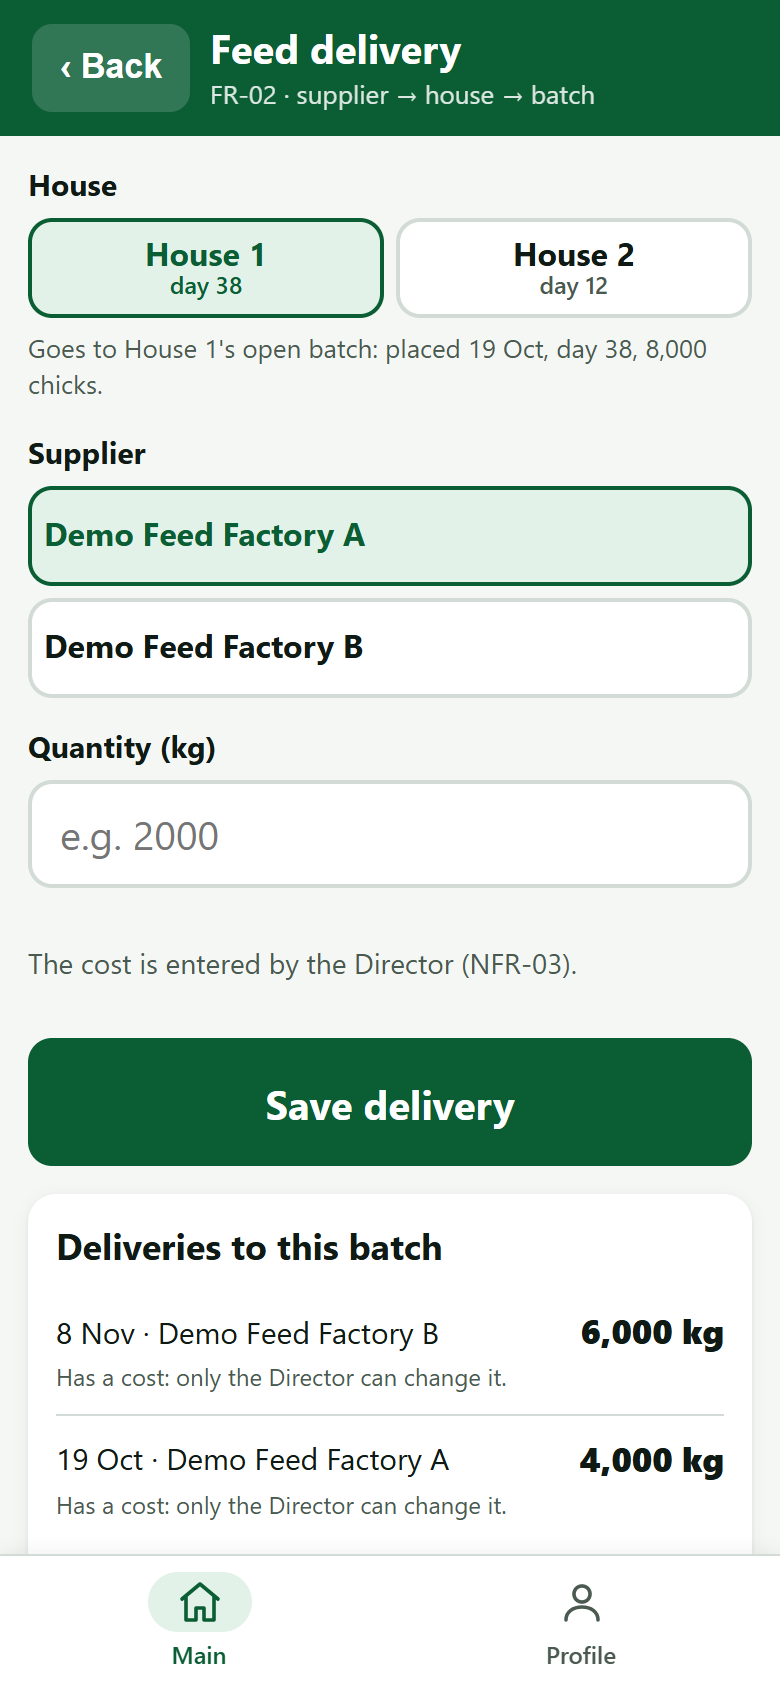 ‹ Back
Feed delivery
FR-02 · supplier → house → batch
House
House 1
day 38
House 2
day 12
Goes to House 1's open batch: placed 19 Oct, day 38, 8,000
chicks.
Supplier
Demo Feed Factory A
Demo Feed Factory B
Quantity (kg)
e.g. 2000
The cost is entered by the Director (NFR-03).
Save delivery
Deliveries to this batch
8 Nov · Demo Feed Factory B
6,000 kg
Has a cost: only the Director can change it.
19 Oct · Demo Feed Factory A
4,000 kg
Has a cost: only the Director can change it.
Main
Profile